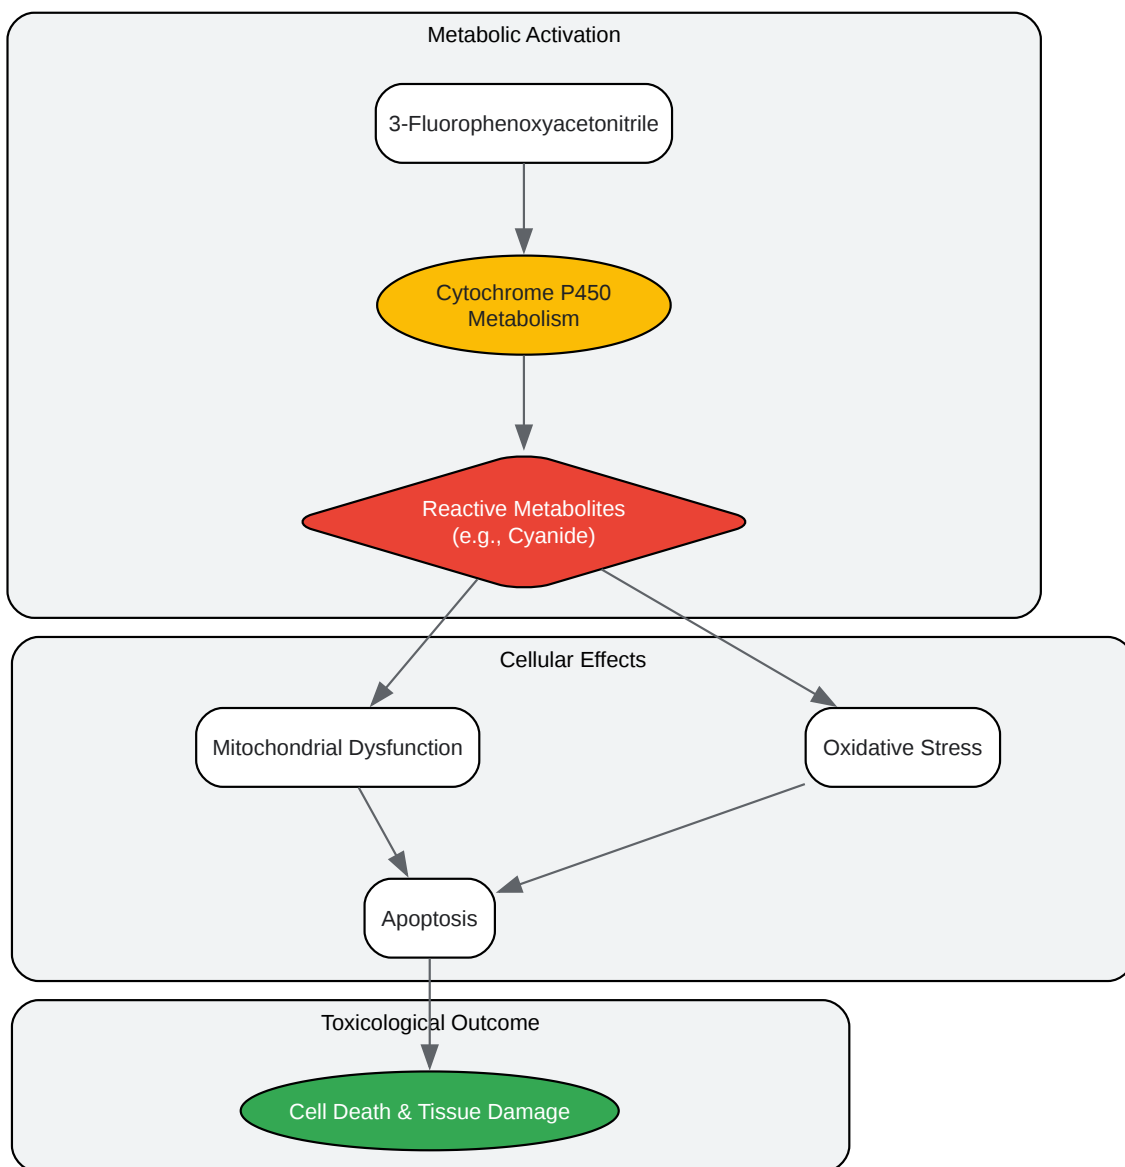 Metabolic Activation
3-Fluorophenoxyacetonitrile
Cytochrome P450
Metabolism
Reactive Metabolites
(e.g., Cyanide)
Cellular Effects
Mitochondrial Dysfunction
Oxidative Stress
Apoptosis
Toxicological Outcome
Cell Death & Tissue Damage